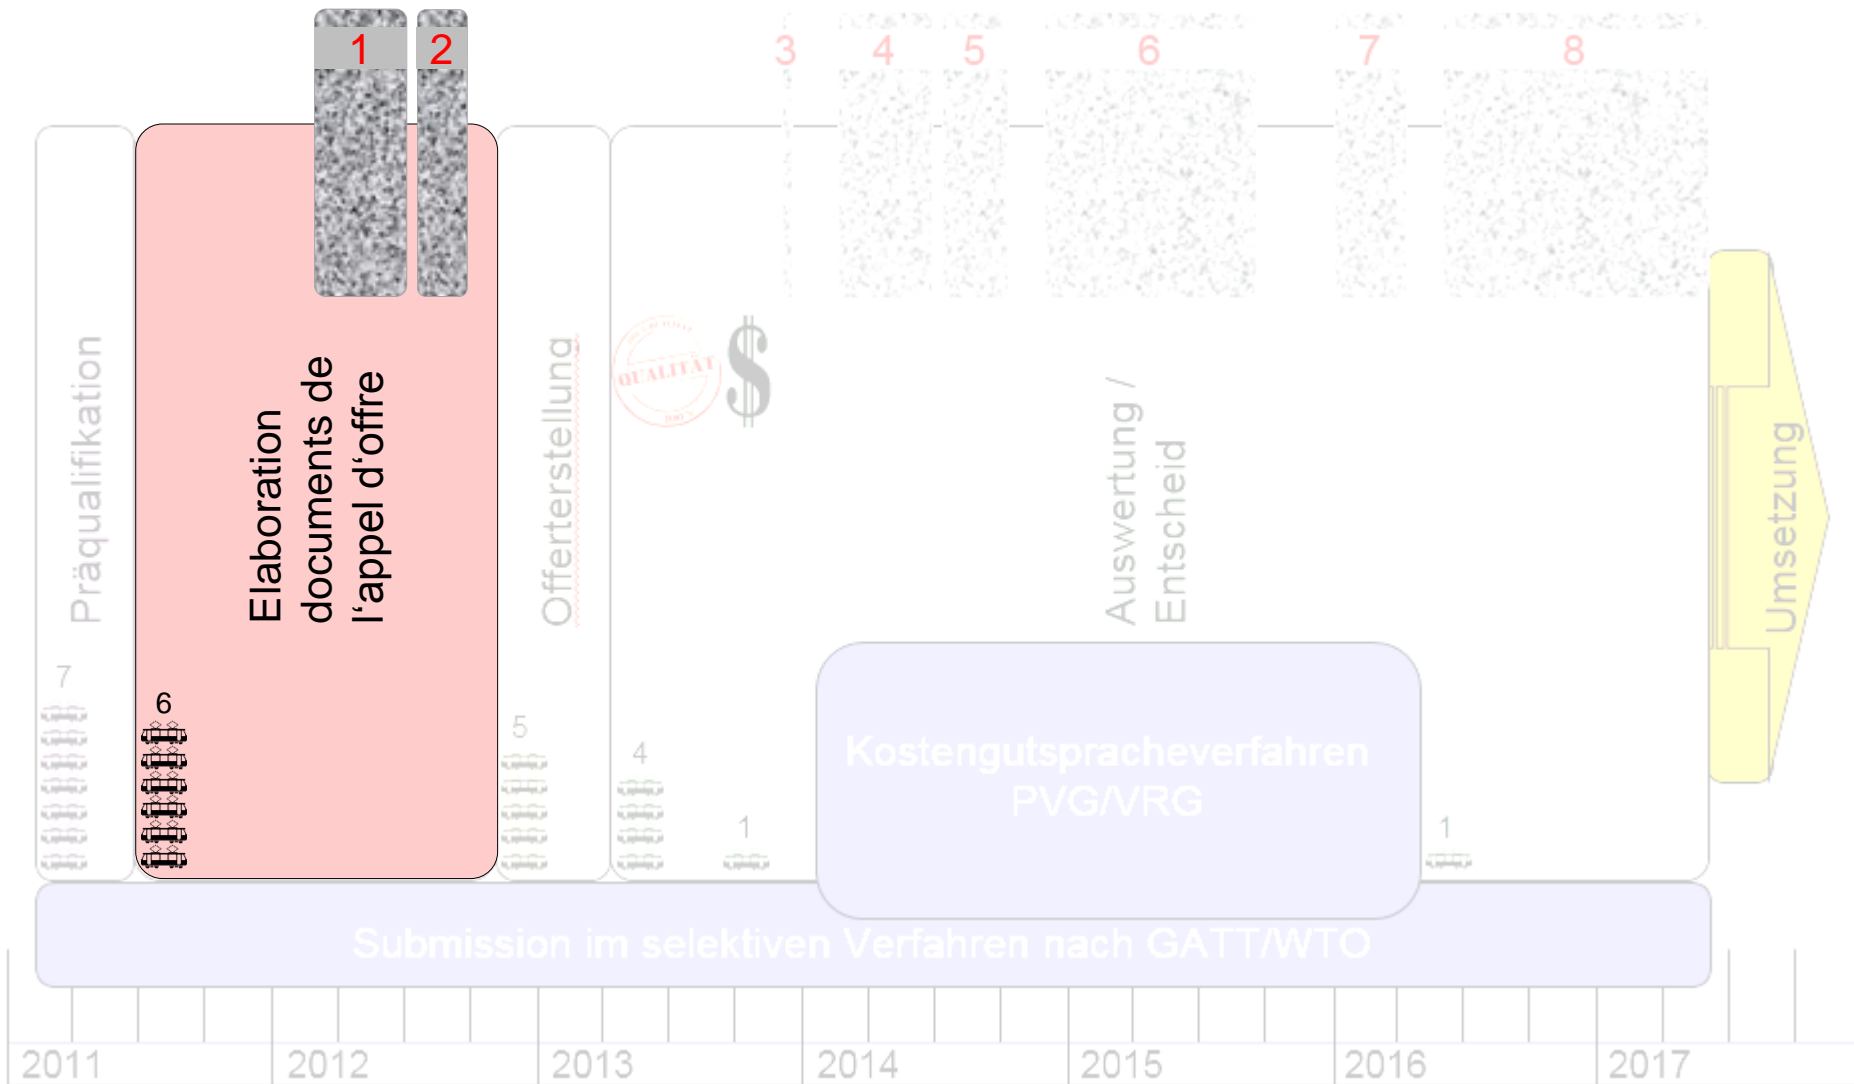 1
2
3
4
5
6
7
8
Präqualifikation
Elaboration
documents de
l‘appel d‘offre
Offerterstellung
QUALITÄT
$
Auswertung /
Entscheid
Umsetzung
7
6
5
4
1
1
Kostengutspracheverfahren
PVG/VRG
Submission im selektiven Verfahren nach GATT/WTO
2011
2012
2013
2014
2015
2016
2017